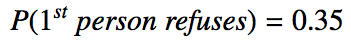 P(1st person refuses) = 0.35